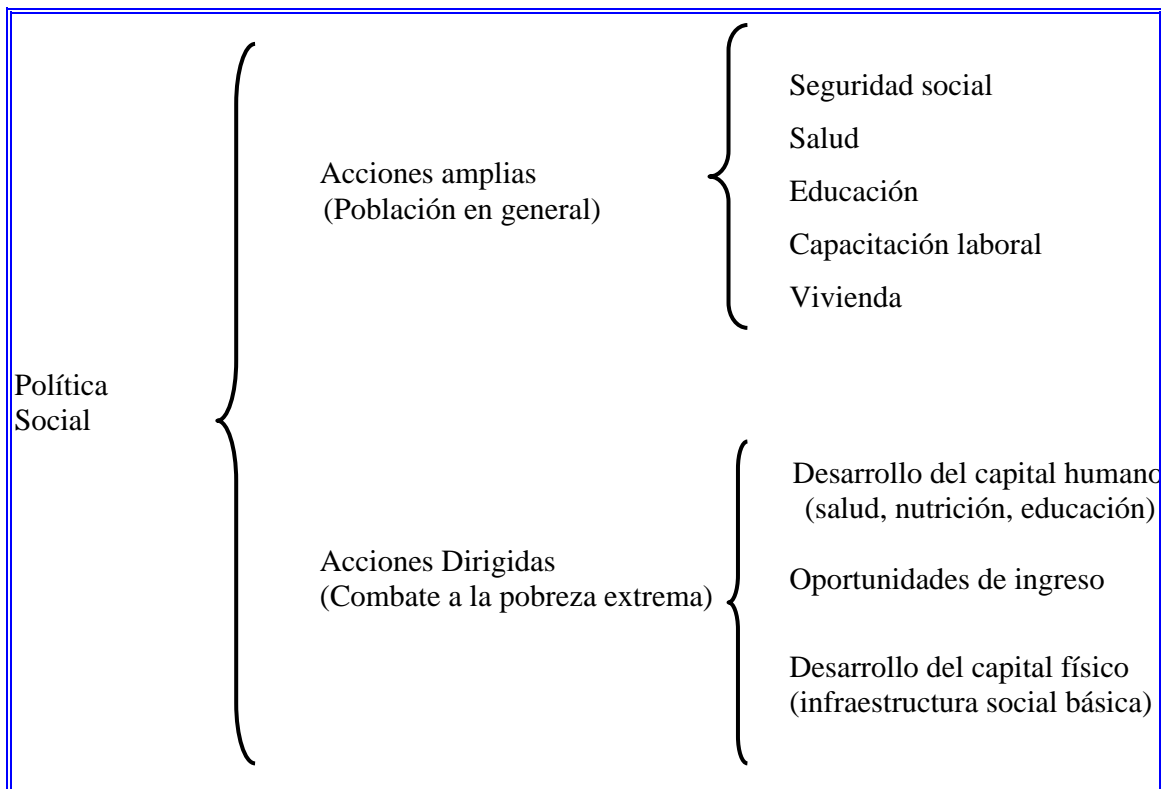 Política
Social
Acciones amplias
(Población en general)
Seguridad social
Salud
Educación
Capacitación laboral
Vivienda
Acciones Dirigidas
(Combate a la pobreza extrema)
Desarrollo del capital humano
(salud, nutrición, educación)
Oportunidades de ingreso
Desarrollo del capital físico
(infraestructura social básica)